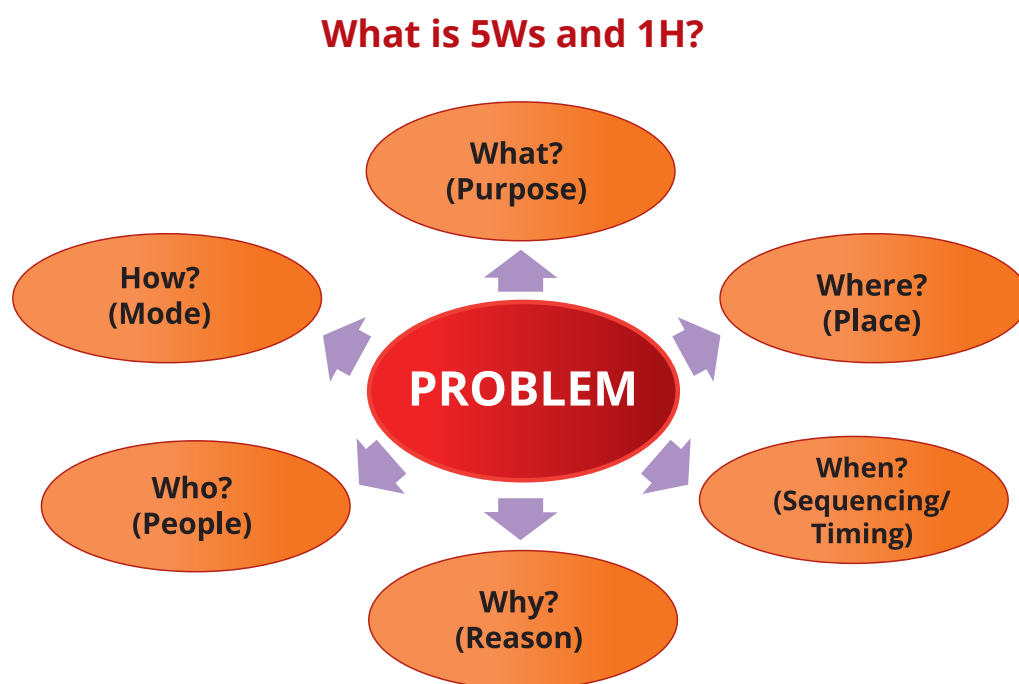 What is 5Ws and 1H?
What?
(Purpose)
How?
(Mode)
Where?
(Place)
PROBLEM
Who?
(People)
When?
(Sequencing/
Timing)
Why?
(Reason)